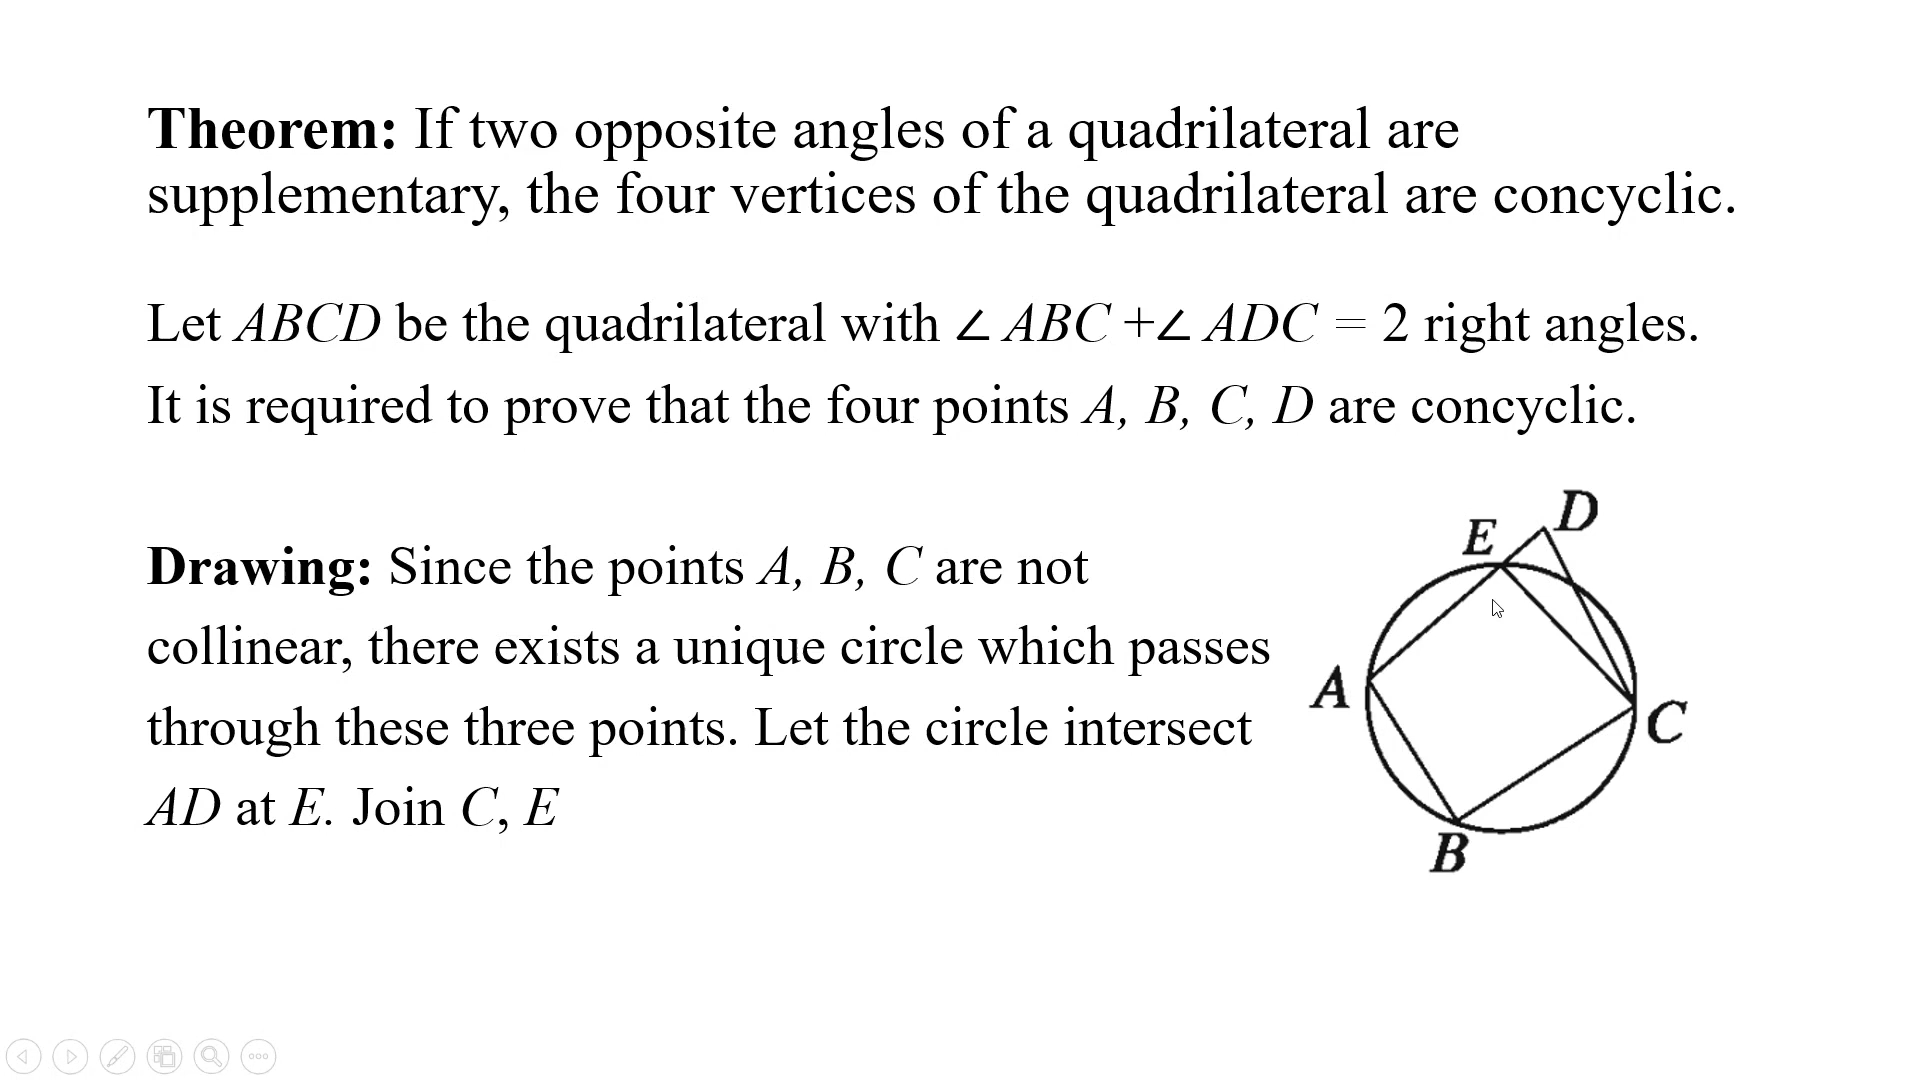 Theorem: If two opposite angles of a quadrilateral are
supplementary, the four vertices of the quadrilateral are concyclic.
Let ABCD be the quadrilateral with ∠ ABC +∠ ADC = 2 right angles.
It is required to prove that the four points A, B, C, D are concyclic.
Drawing: Since the points A, B, C are not
collinear, there exists a unique circle which passes
through these three points. Let the circle intersect
AD at E. Join C, E
D
E
A
C
B